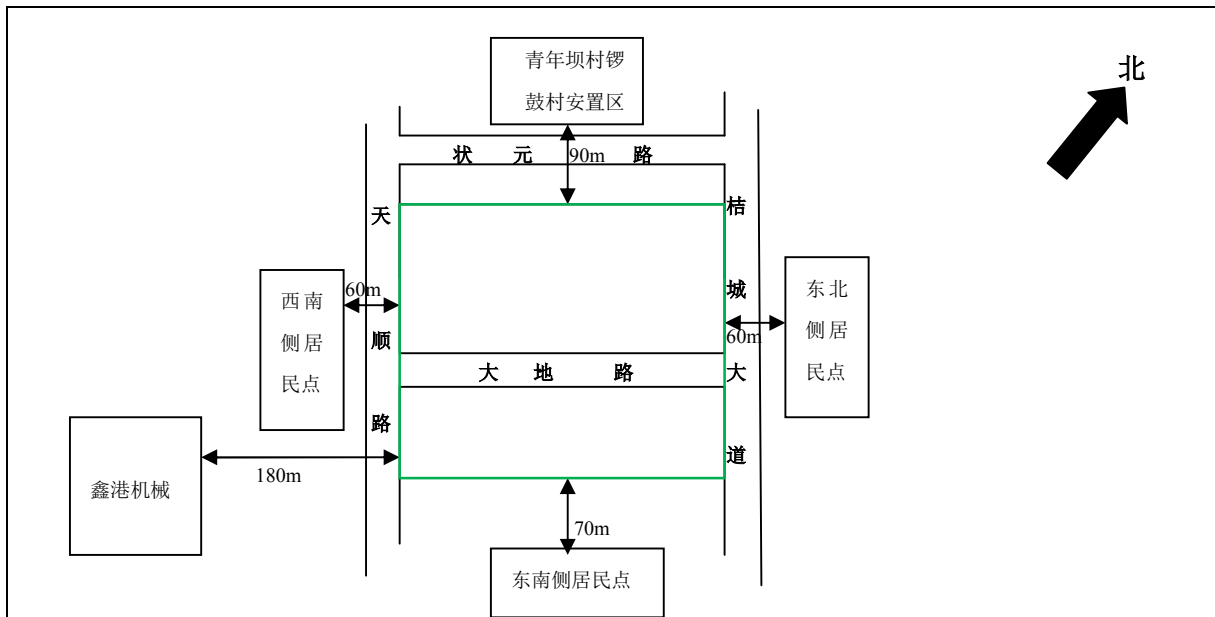 青年坝村锣
鼓村安置区
北
状 元 路
90m
天顺路
桔城大道
60m
西南
侧居
民点
东北
侧居
民点
60m
大 地 路
鑫港机械
180m
70m
东南侧居民点